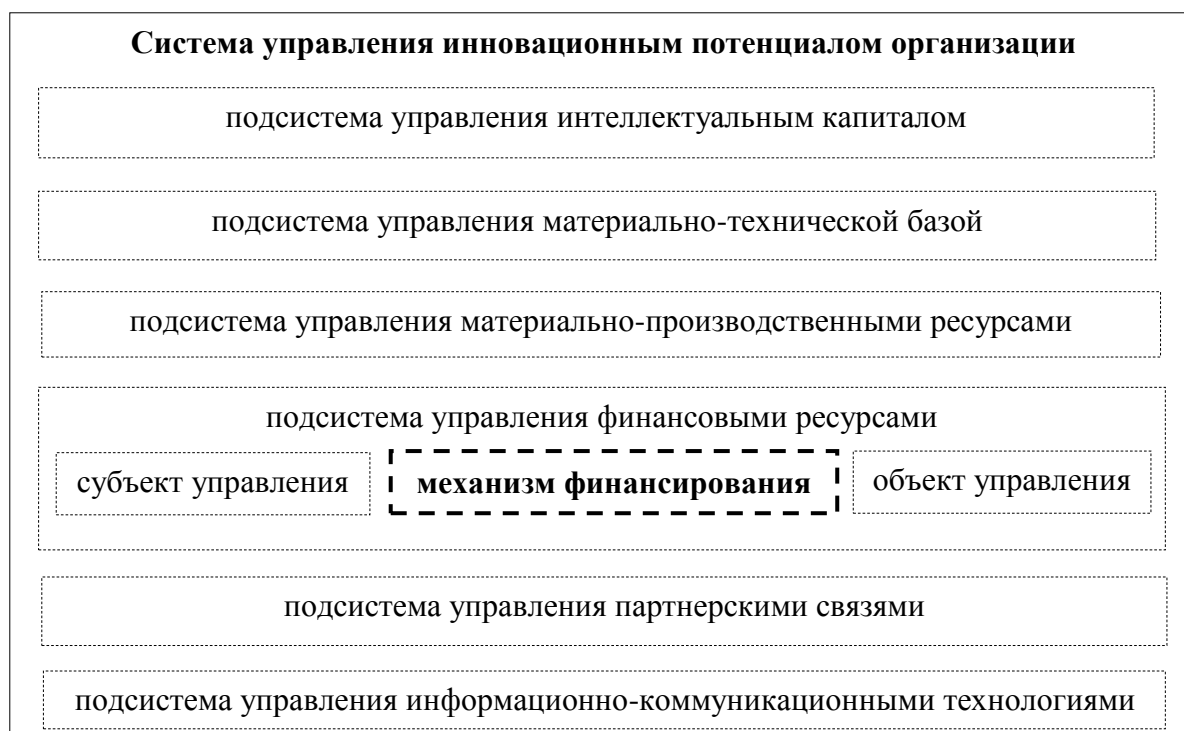 Система управления инновационным потенциалом организации
подсистема управления интеллектуальным капиталом
подсистема управления материально-технической базой
подсистема управления материально-производственными ресурсами
подсистема управления финансовыми ресурсами
субъект управления
механизм финансирования
объект управления
подсистема управления партнерскими связями
подсистема управления информационно-коммуникационными технологиями